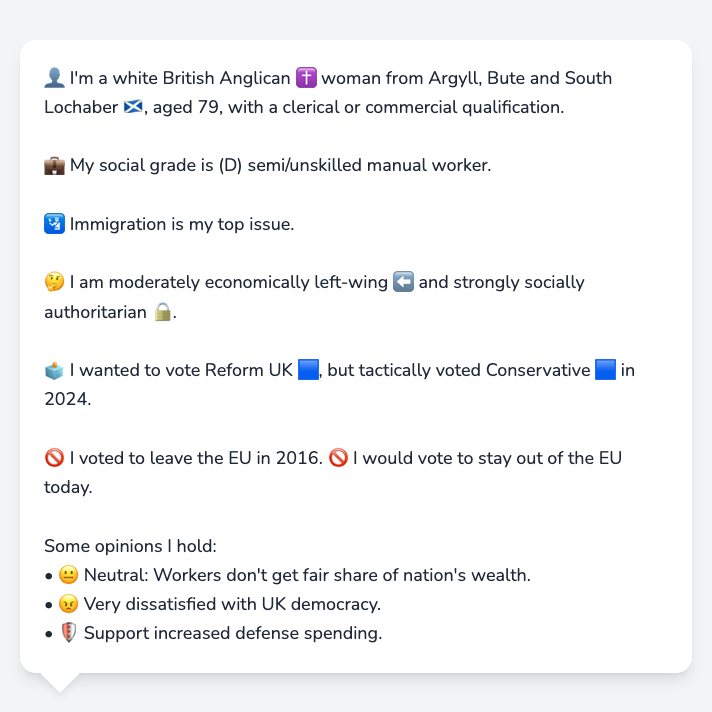 👤 I'm a white British Anglican ✝️ woman from Argyll, Bute and South
Lochaber 🏴󠁧󠁢󠁳󠁣󠁴󠁿, aged 79, with a clerical or commercial qualification.
💼 My social grade is (D) semi/unskilled manual worker.
🛂 Immigration is my top issue.
🤔 I am moderately economically left-wing ⬅️ and strongly socially
authoritarian 🔒.
🗳️ I wanted to vote Reform UK 🟦, but tactically voted Conservative 🟦 in
2024.
🚫 I voted to leave the EU in 2016. 🚫 I would vote to stay out of the EU
today.
Some opinions I hold:
• 😐 Neutral: Workers don't get fair share of nation's wealth.
• 😠 Very dissatisfied with UK democracy.
• 🛡️ Support increased defense spending.